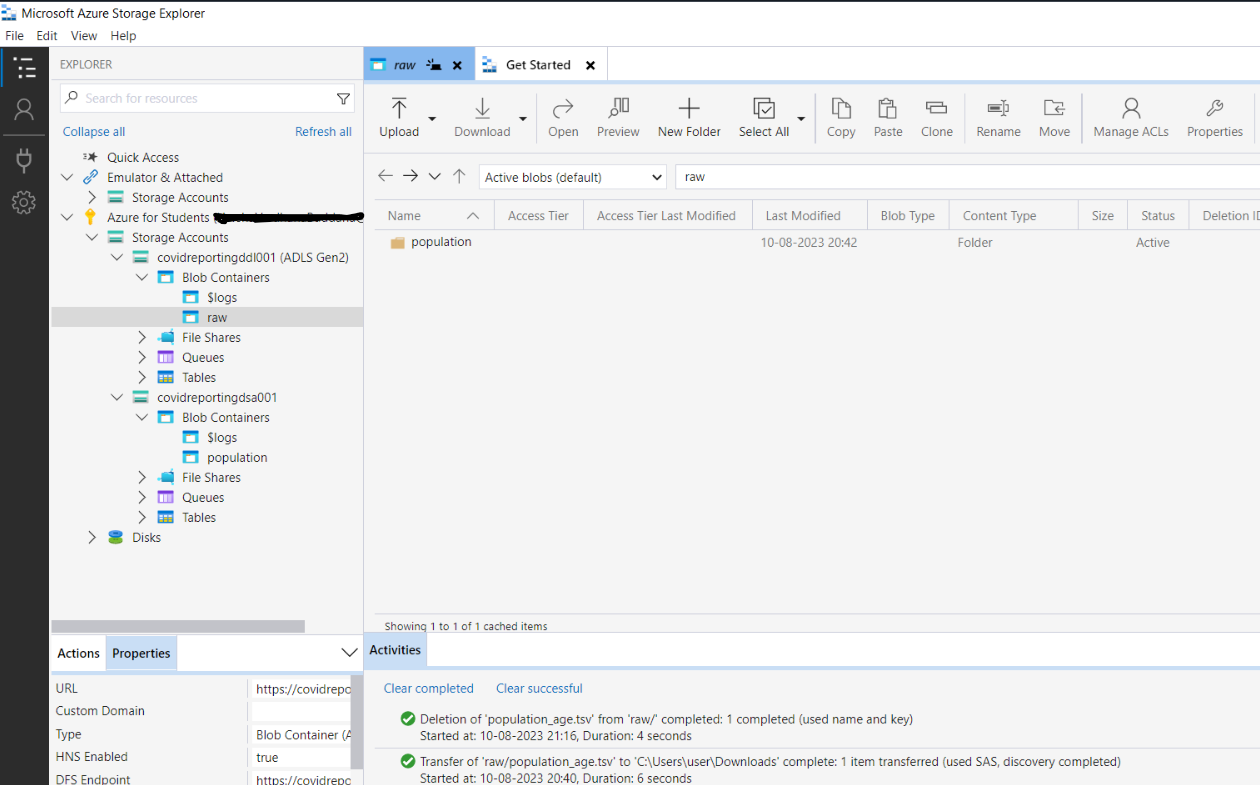 Microsoft Azure Storage Explorer
File Edit View Help
EXPLORER
Search for resources
Collapse all Refresh all
Quick Access
Emulator & Attached
Storage Accounts
Azure for Students
Storage Accounts
covidreportingddl001 (ADLS Gen2)
Blob Containers
$logs
raw
File Shares
Queues
Tables
covidreportingdsa001
Blob Containers
$logs
population
File Shares
Queues
Tables
Disks
Actions Properties
URL https://covidrepo
Custom Domain
Type Blob Container (A
HNS Enabled true
DFS Endpoint https://covidrepo
raw Get Started
Upload Download Open Preview New Folder Select All Copy Paste Clone Rename Move Manage ACLs Properties
Active blobs (default) raw
Name Access Tier Access Tier Last Modified Last Modified Blob Type Content Type Size Status Deletion ID
population 10-08-2023 20:42 Folder Active
Showing 1 to 1 of 1 cached items
Activities
Clear completed Clear successful
Deletion of 'population_age.tsv' from 'raw/' completed: 1 completed (used name and key)
Started at: 10-08-2023 21:16, Duration: 4 seconds
Transfer of 'raw/population_age.tsv' to 'C:\Users\user\Downloads' complete: 1 item transferred (used SAS, discovery completed)
Started at: 10-08-2023 20:40, Duration: 6 seconds